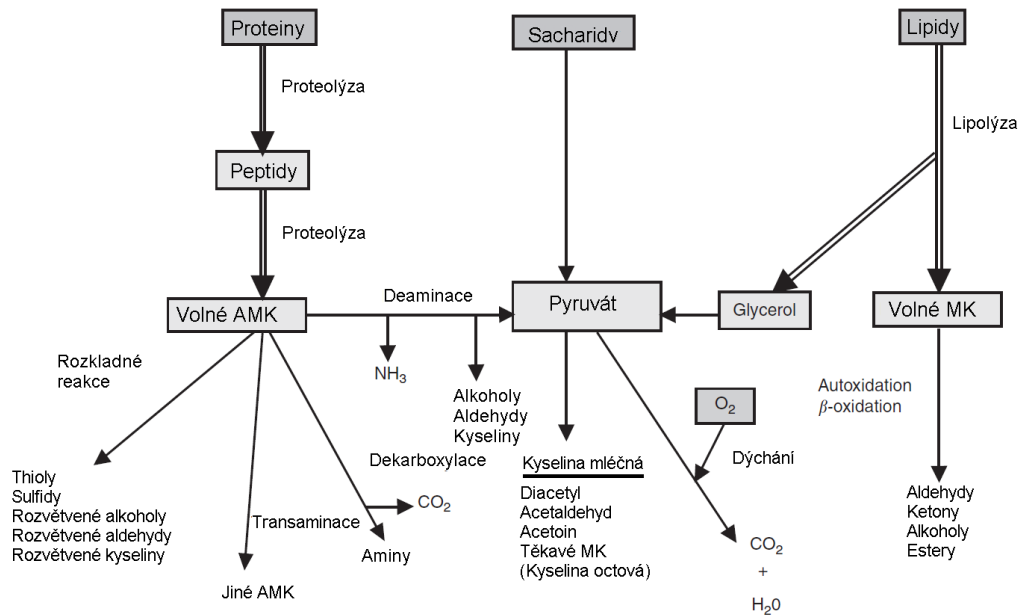 Proteiny
Sacharidv
Lipidy
Proteolýza
Lipolýza
Peptidy
Proteolýza
Volné AMK
Deaminace
Pyruvát
Glycerol
Volné MK
Rozkladné
reakce
NH3
Alkoholy
Aldehydy
Kyseliny
O2
Autoxidation
β-oxidation
Dekarboxylace
Kyselina mléčná
Dýchání
Thioly
Sulfidy
Rozvětvené alkoholy
Rozvětvené aldehydy
Rozvětvené kyseliny
Transaminace
CO2
Aminy
Jiné AMK
Diacetyl
Acetaldehyd
Acetoin
Těkavé MK
(Kyselina octová)
CO2
+
H20
Aldehydy
Ketony
Alkoholy
Estery